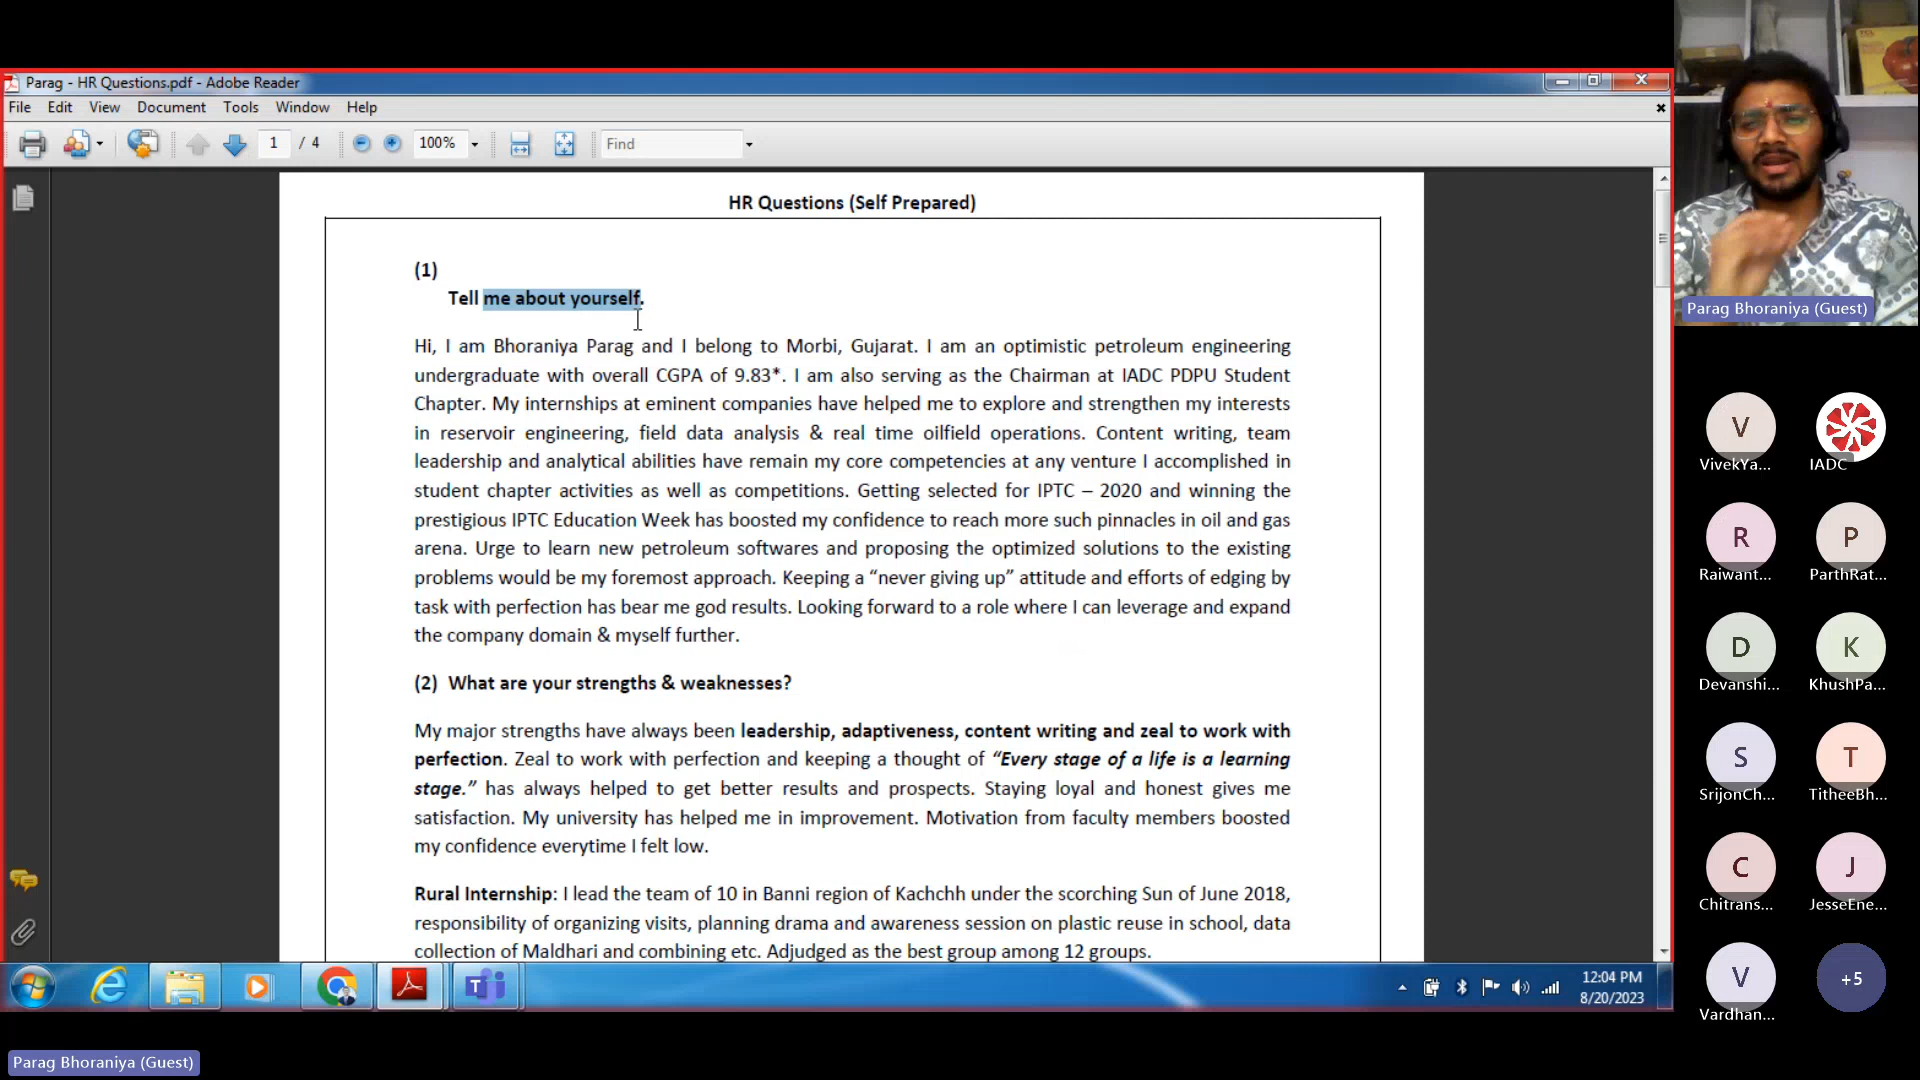 Parag - HR Questions.pdf - Adobe Reader
File Edit View Document Tools Window Help
1 / 4 100% Find
HR Questions (Self Prepared)
(1)
Tell me about yourself.
Hi, I am Bhoraniya Parag and I belong to Morbi, Gujarat. I am an optimistic petroleum engineering
undergraduate with overall CGPA of 9.83*. I am also serving as the Chairman at IADC PDPU Student
Chapter. My internships at eminent companies have helped me to explore and strengthen my interests
in reservoir engineering, field data analysis & real time oilfield operations. Content writing, team
leadership and analytical abilities have remain my core competencies at any venture I accomplished in
student chapter activities as well as competitions. Getting selected for IPTC – 2020 and winning the
prestigious IPTC Education Week has boosted my confidence to reach more such pinnacles in oil and gas
arena. Urge to learn new petroleum softwares and proposing the optimized solutions to the existing
problems would be my foremost approach. Keeping a “never giving up” attitude and efforts of edging by
task with perfection has bear me god results. Looking forward to a role where I can leverage and expand
the company domain & myself further.
(2) What are your strengths & weaknesses?
My major strengths have always been leadership, adaptiveness, content writing and zeal to work with
perfection. Zeal to work with perfection and keeping a thought of “Every stage of a life is a learning
stage.” has always helped to get better results and prospects. Staying loyal and honest gives me
satisfaction. My university has helped me in improvement. Motivation from faculty members boosted
my confidence everytime I felt low.
Rural Internship: I lead the team of 10 in Banni region of Kachchh under the scorching Sun of June 2018,
responsibility of organizing visits, planning drama and awareness session on plastic reuse in school, data
collection of Maldhari and combining etc. Adjudged as the best group among 12 groups.
12:04 PM
8/20/2023
Parag Bhoraniya (Guest)
Parag Bhoraniya (Guest)
V
VivekYa... IADC
R P
Raiwant... ParthRat...
D K
Devanshi... KhushPa...
S T
SrijonCh... TitheeBh...
C J
Chitrans... JesseEne...
V +5
Vardhan...